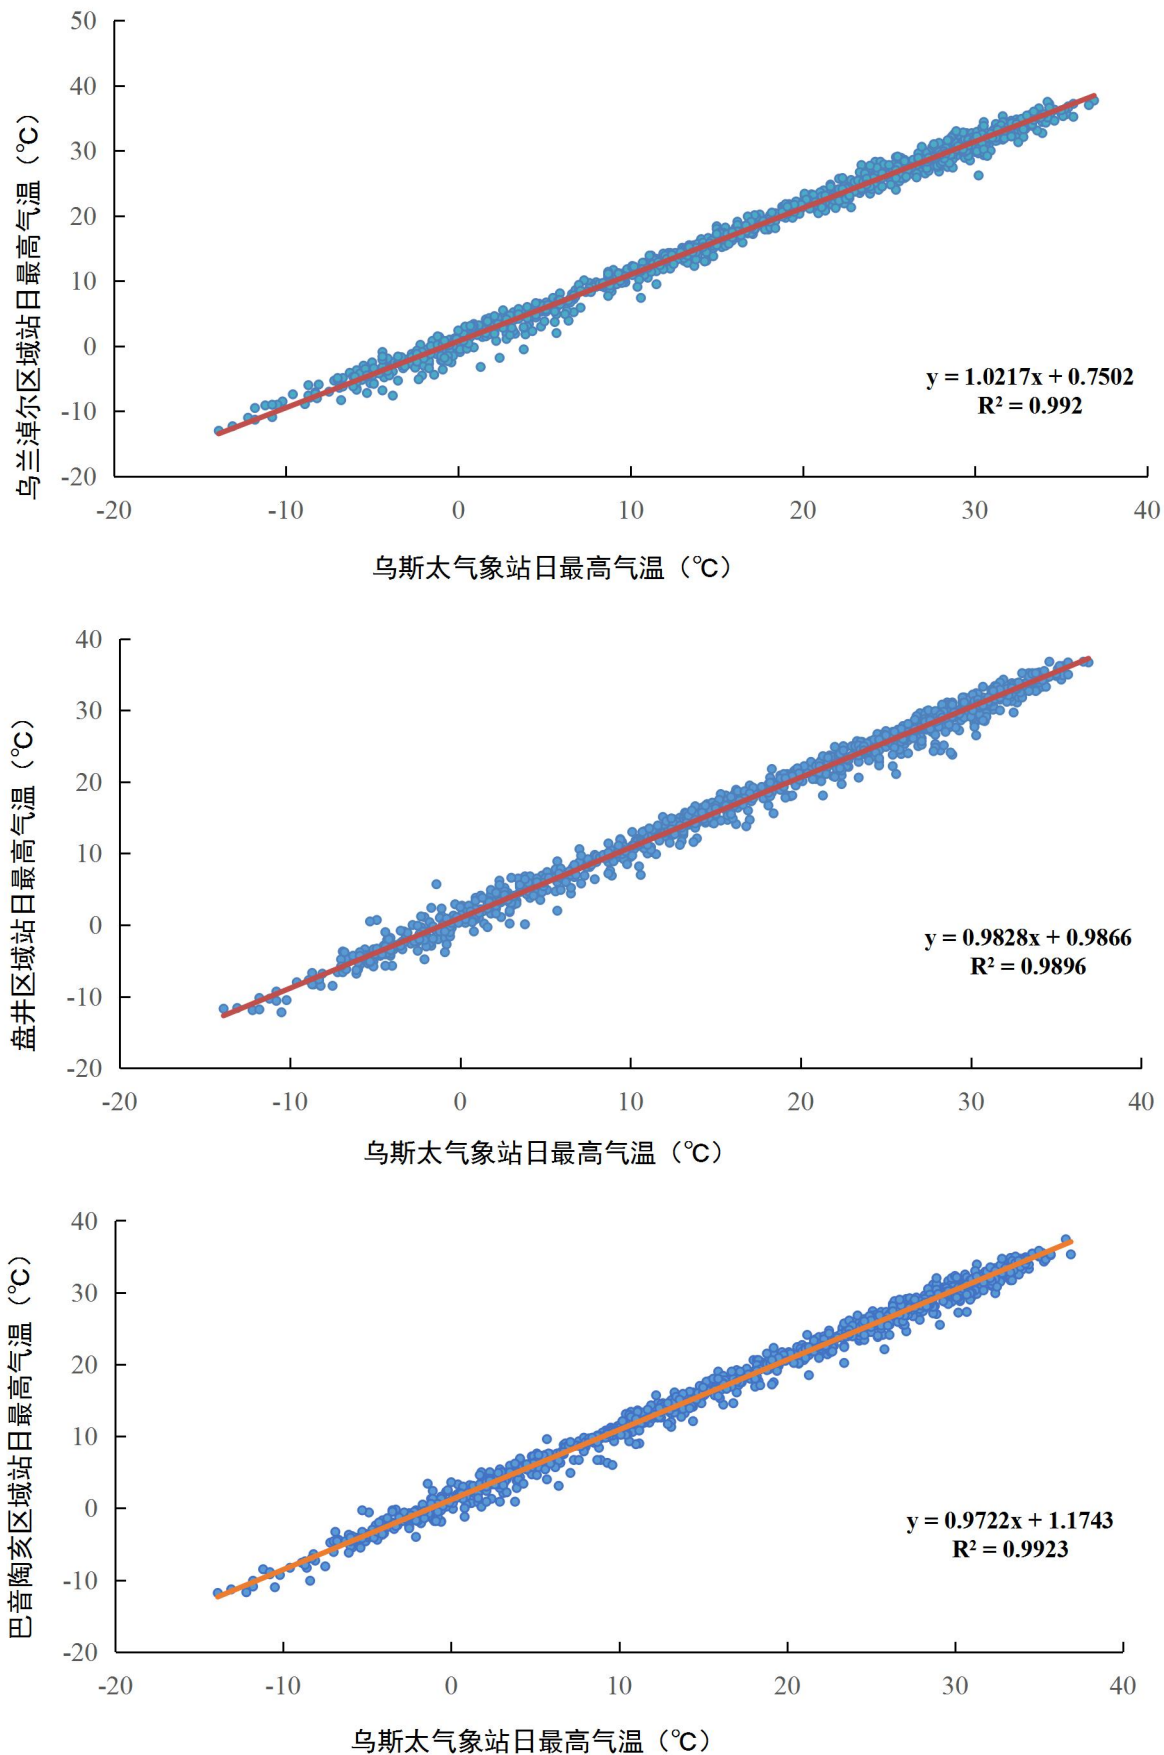 50
40
30
20
10
0
-10
-20
乌兰淖尔区域站日最高气温（℃）
y = 1.0217x + 0.7502
R² = 0.992
-20 -10 0 10 20 30 40
乌斯太气象站日最高气温（℃）
40
30
20
10
0
-10
-20
盘井区域站日最高气温（℃）
y = 0.9828x + 0.9866
R² = 0.9896
-20 -10 0 10 20 30 40
乌斯太气象站日最高气温（℃）
40
30
20
10
0
-10
-20
巴音陶亥区域站日最高气温（℃）
y = 0.9722x + 1.1743
R² = 0.9923
-20 -10 0 10 20 30 40
乌斯太气象站日最高气温（℃）